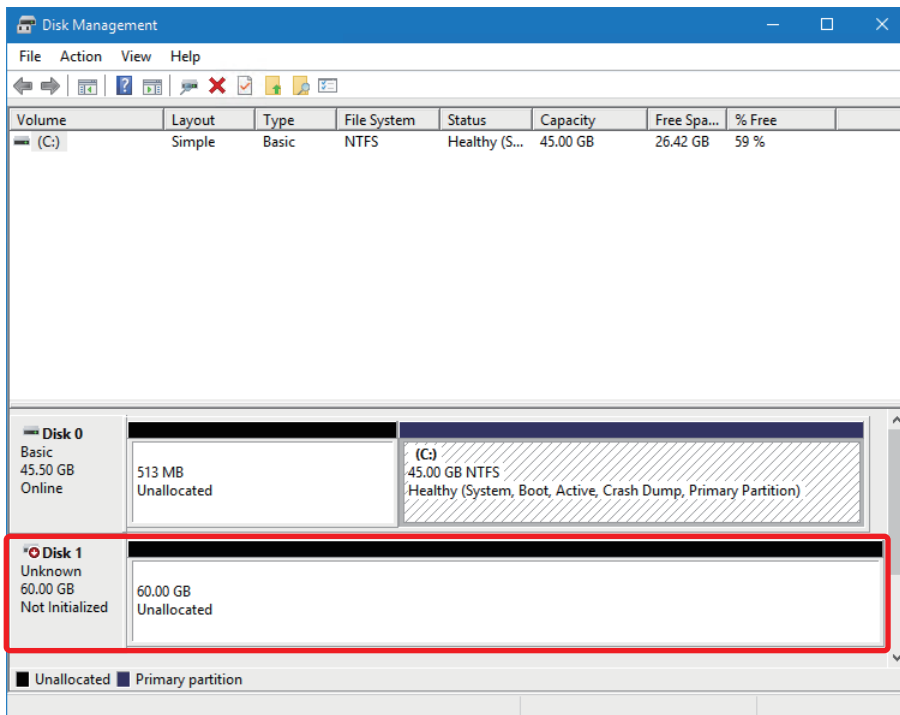 Disk Management
File Action View Help
Volume Layout Type File System Status Capacity Free Spa... % Free
(C:) Simple Basic NTFS Healthy (S... 45.00 GB 26.42 GB 59 %
Disk 0
Basic
45.50 GB
Online
513 MB
Unallocated
(C:)
45.00 GB NTFS
Healthy (System, Boot, Active, Crash Dump, Primary Partition)
Disk 1
Unknown
60.00 GB
Not Initialized
60.00 GB
Unallocated
Unallocated Primary partition